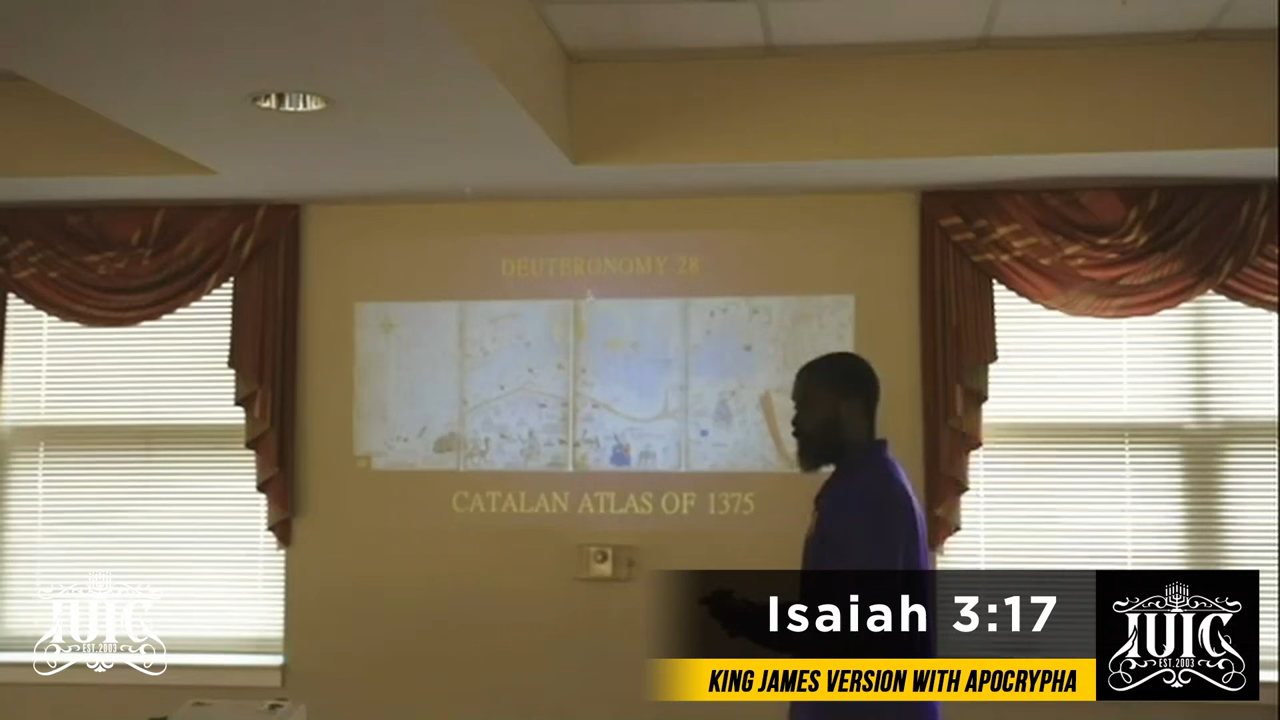 DEUTERONOMY 28
CATALAN ATLAS OF 1375
Isaiah 3:17
KING JAMES VERSION WITH APOCRYPHA
IUIC
EST.2003
IUIC
EST.2003